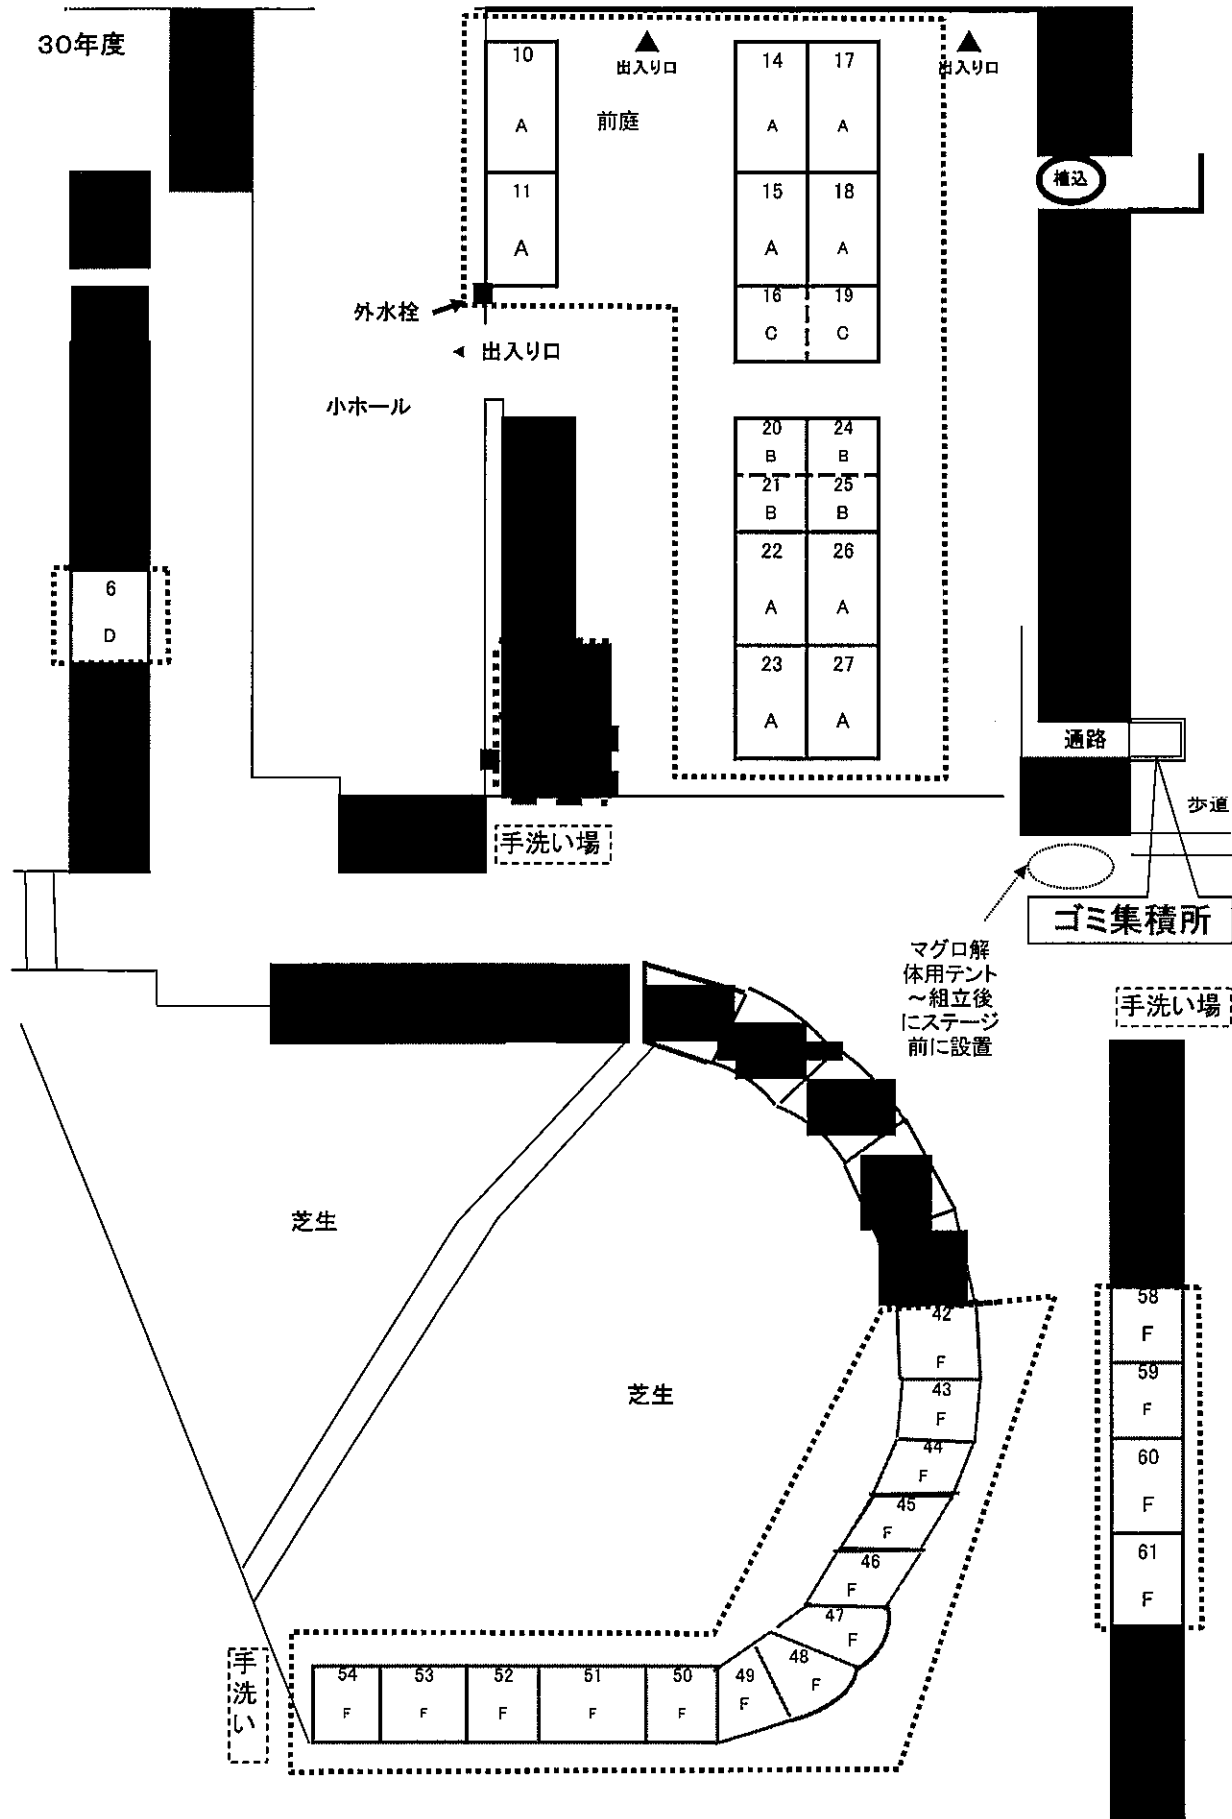 30年度
10
A
11
A
前庭
出入り口
出入り口
14
A
17
A
15
A
18
A
16
C
19
C
植込
外水栓
出入り口
小ホール
20
B
24
B
21
B
25
B
22
A
26
A
23
A
27
A
6
D
通路
歩道
手洗い場
ゴミ集積所
マグロ解
体用テント
~組立後
にステージ
前に設置
手洗い場
芝生
芝生
42
F
43
F
44
F
45
F
46
F
47
F
48
F
49
F
50
F
51
F
52
F
53
F
54
F
58
F
59
F
60
F
61
F
手
洗
い